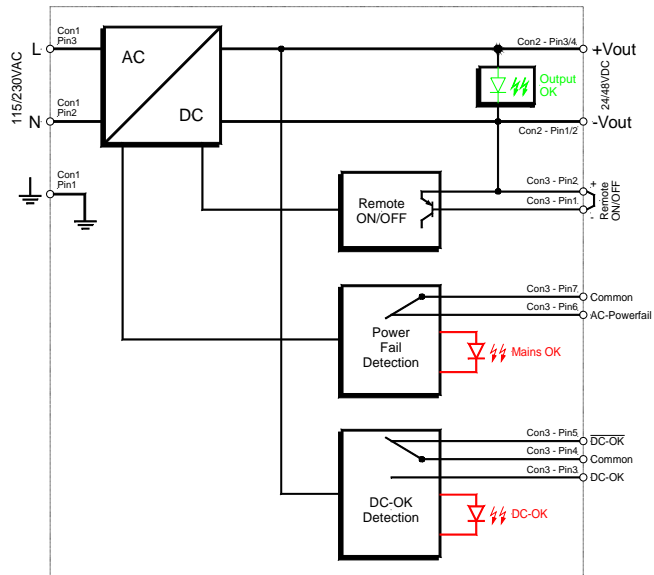 115/230VAC
L
Con1
Pin3
N
Con1
Pin2
Con1
Pin1
AC
DC
Con2 - Pin3/4
+Vout
Output
OK
24/48VDC
-Vout
Con2 - Pin1/2
Remote
ON/OFF
Con3 - Pin2
+
Con3 - Pin1
-
Remote
ON/OFF
Power
Fail
Detection
Con3 - Pin7
Common
Con3 - Pin6
AC-Powerfail
Mains OK
DC-OK
Detection
Con3 - Pin5
DC-OK
Con3 - Pin4
Common
Con3 - Pin3
DC-OK
DC-OK